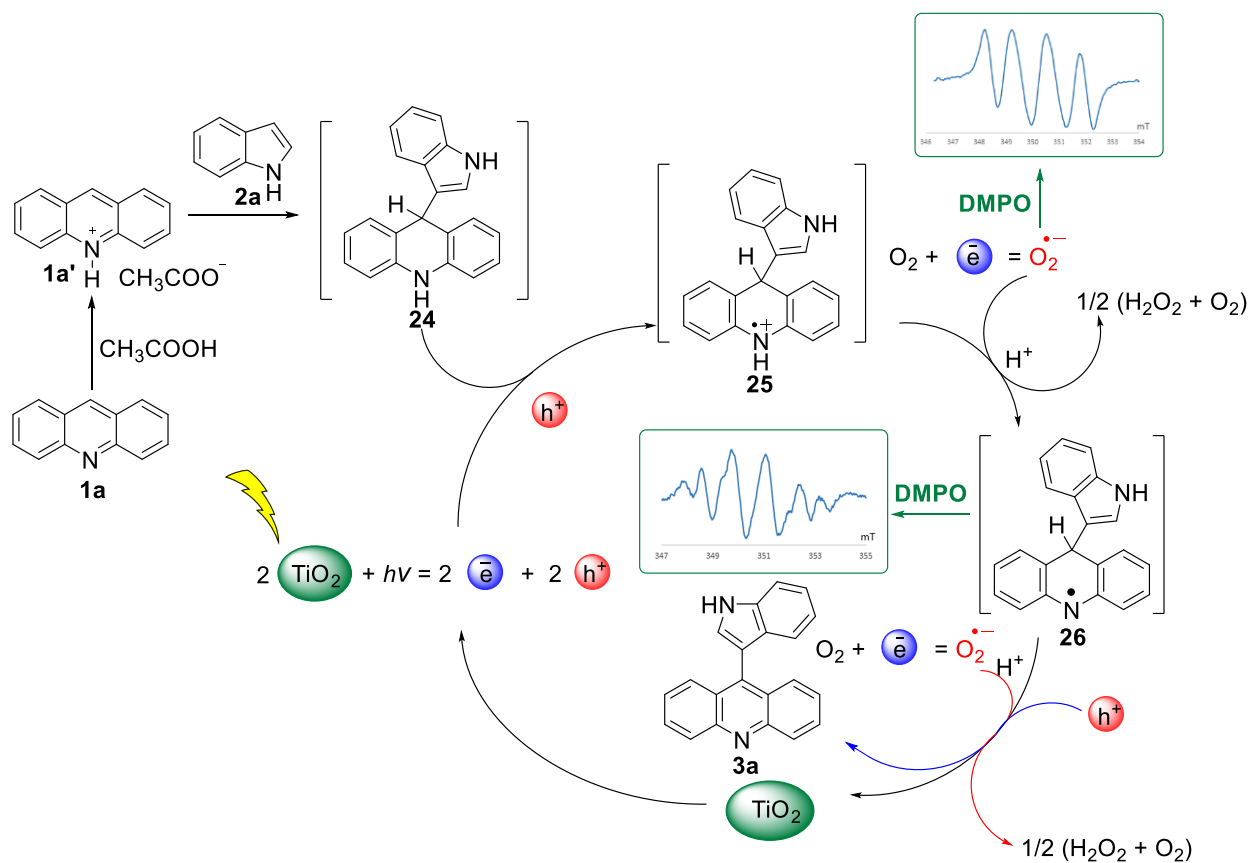 346 347 348 349 350 351 352 353 354
mT
DMPO
O2 + e̅ = O2•−
1/2 (H2O2 + O2)
H+
N
H
2a
N
+
H
1a'
CH3COO−
CH3COOH
N
1a
NH
H
N
H
24
h+
NH
H
N
•+
H
25
347 349 351 353 355
mT
DMPO
NH
H
N
•
26
2 TiO2 + hν = 2 e̅ + 2 h+
HN
N
3a
O2 + e̅ = O2•−
H+
h+
TiO2
1/2 (H2O2 + O2)